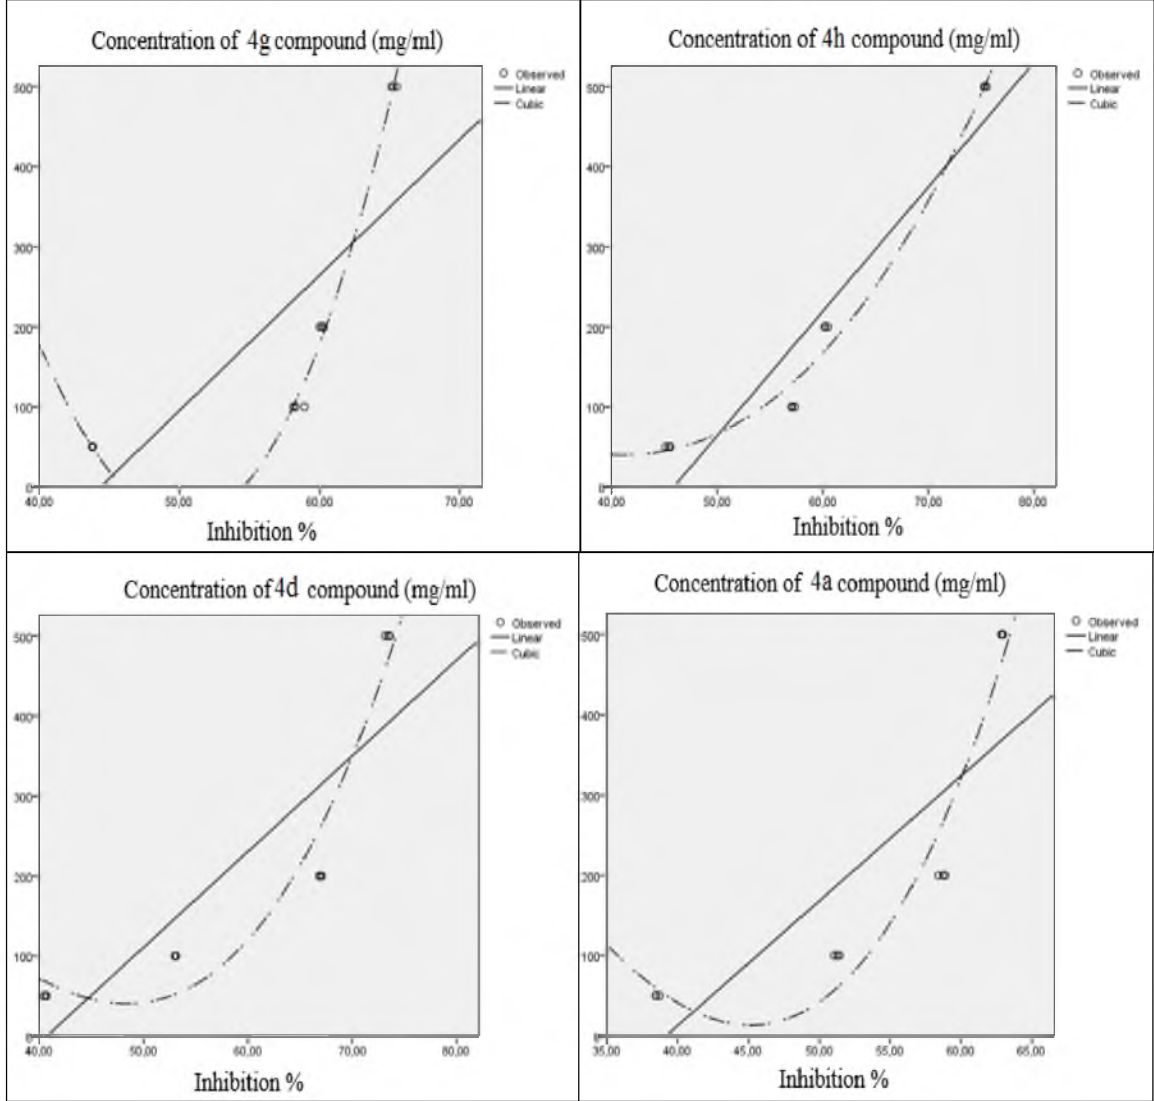 Concentration of 4g compound (mg/ml)
Observed
Linear
Cubic
500
400
300
200
100
0
40,00 50,00 60,00 70,00
Inhibition %
Concentration of 4h compound (mg/ml)
Observed
Linear
Cubic
500
400
300
200
100
0
40,00 50,00 60,00 70,00 80,00
Inhibition %
Concentration of 4d compound (mg/ml)
Observed
Linear
Cubic
500
400
300
200
100
0
40,00 50,00 60,00 70,00 80,00
Inhibition %
Concentration of 4a compound (mg/ml)
Observed
Linear
Cubic
500
400
300
200
100
0
35,00 40,00 45,00 50,00 55,00 60,00 65,00
Inhibition %